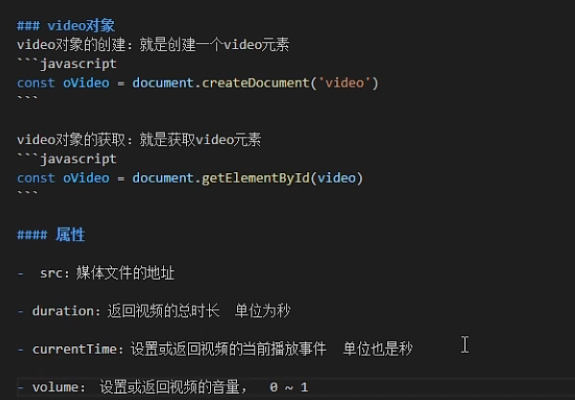 ### video对象
video对象的创建：就是创建一个video元素
```javascript
const oVideo = document.createDocument('video')
```
video对象的获取：就是获取video元素
```javascript
const oVideo = document.getElementById(video)
```
#### 属性
-  src：媒体文件的地址
- duration：返回视频的总时长  单位为秒
- currentTime：设置或返回视频的当前播放事件  单位也是秒
- volume： 设置或返回视频的音量，  0 ~ 1